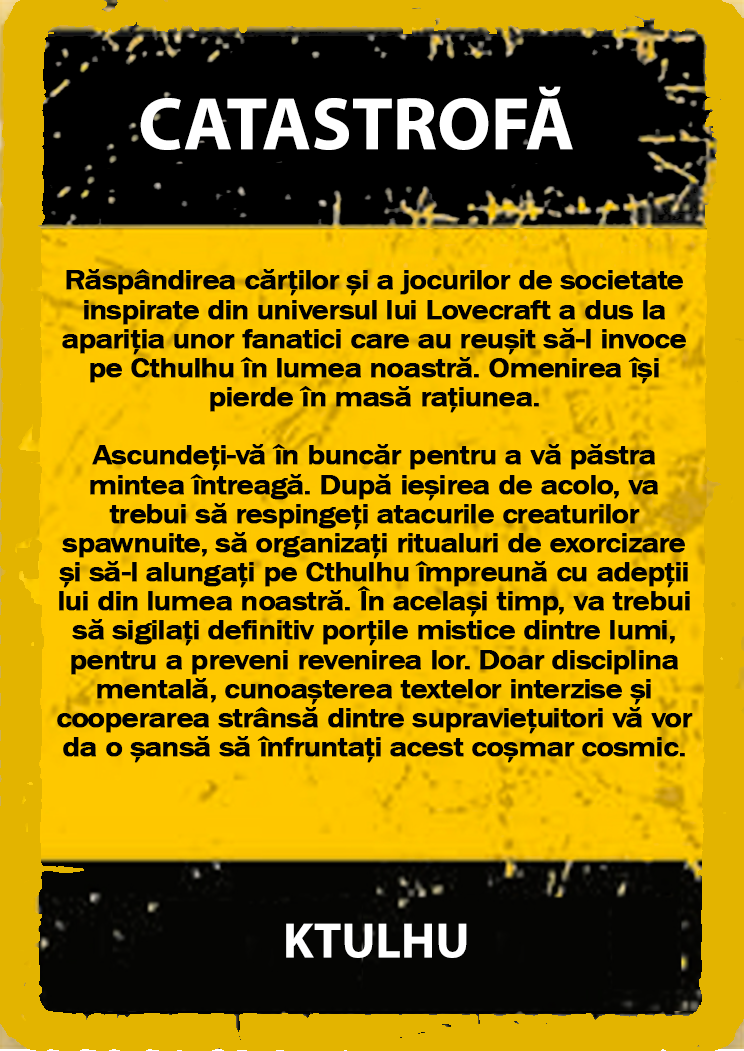 CATASTROFĂ
Răspândirea cărților și a jocurilor de societate
inspirate din universul lui Lovecraft a dus la
apariția unor fanatici care au reușit să-l invoce
pe Cthulhu în lumea noastră. Omenirea își
pierde în masă rațiunea.
Ascundeți-vă în buncăr pentru a vă păstra
mintea întreagă. După ieșirea de acolo, va
trebui să respingeți atacurile creaturilor
spawnuite, să organizați ritualuri de exorcizare
și să-l alungați pe Cthulhu împreună cu adepții
lui din lumea noastră. În același timp, va trebui
să sigilați definitiv porțile mistice dintre lumi,
pentru a preveni revenirea lor. Doar disciplina
mentală, cunoașterea textelor interzise și
cooperarea strânsă dintre supraviețuitori vă vor
da o șansă să înfruntați acest coșmar cosmic.
KTULHU